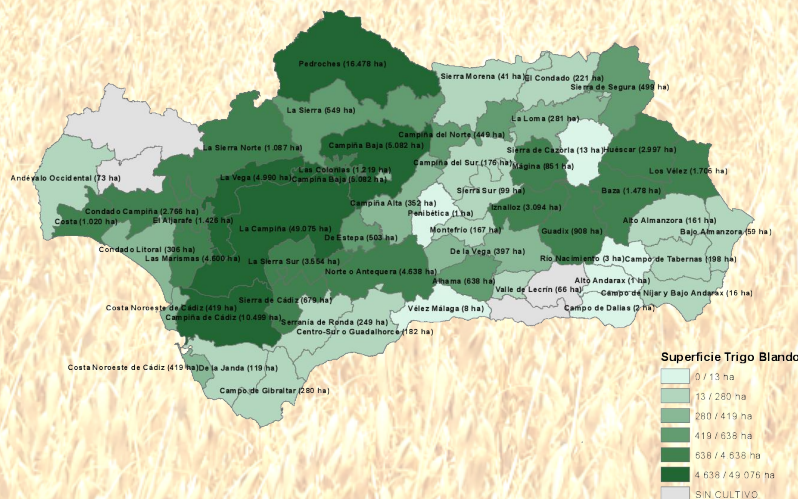 Pedroches (16.478 ha)
Sierra Morena (41 ha)
El Condado (221 ha)
Sierra de Segura (499 ha)
La Sierra (549 ha)
La Loma (281 ha)
Campiña del Norte (449 ha)
La Sierra Norte (1.087 ha)
Campiña Baja (5.082 ha)
Sierra de Cazorla (13 ha)
Huéscar (2.997 ha)
Campiña del Sur (176 ha)
Mágina (851 ha)
Las Colonias (1.219 ha)
Los Vélez (1.706 ha)
Andévalo Occidental (73 ha)
La Vega (4.990 ha)
Campiña Baja (5.082 ha)
Sierra Sur (99 ha)
Baza (1.478 ha)
Campiña Alta (352 ha)
Condado Campiña (2.766 ha)
Penibética (1 ha)
Iznalloz (3.094 ha)
Costa (1.020 ha)
El Aljarafe (1.426 ha)
Alto Almanzora (161 ha)
La Campiña (49.075 ha)
Montefrío (167 ha)
Guadix (908 ha)
Bajo Almanzora (59 ha)
De Estepa (503 ha)
Condado Litoral (306 ha)
De la Vega (397 ha)
Las Marismas (4.600 ha)
La Sierra Sur (3.554 ha)
Río Nacimiento (3 ha)
Campo de Tabernas (198 ha)
Norte o Antequera (4.638 ha)
Alhama (638 ha)
Alto Andarax (1 ha)
Valle de Lecrín (66 ha)
Campo de Nijar y Bajo Andarax (16 ha)
Sierra de Cádiz (679 ha)
Costa Noroeste de Cádiz (419 ha)
Vélez Málaga (8 ha)
Campo de Dalías (2 ha)
Campiña de Cádiz (10.499 ha)
Serranía de Ronda (249 ha)
Centro-Sur o Guadalhorce (182 ha)
Costa Noroeste de Cádiz (419 ha)
De la Janda (119 ha)
Campo de Gibraltar (280 ha)
Superficie Trigo Blando
0 / 13 ha
13 / 280 ha
280 / 419 ha
419 / 638 ha
638 / 4 638 ha
4 638 / 49 076 ha
SIN CULTIVO